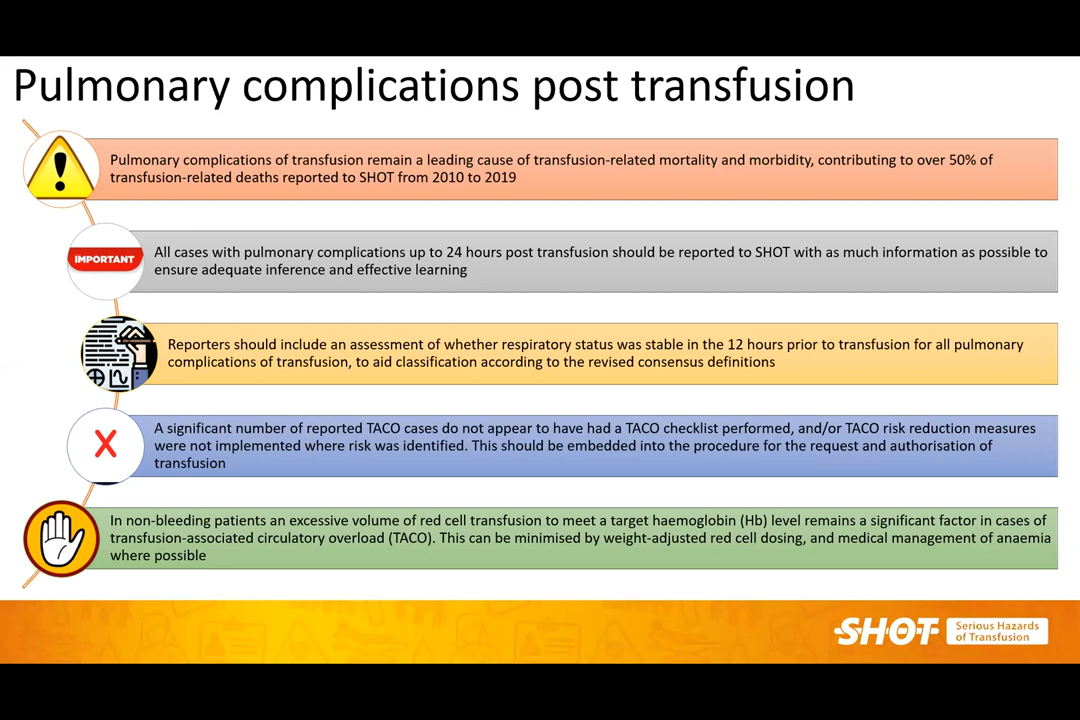 Pulmonary complications post transfusion
Pulmonary complications of transfusion remain a leading cause of transfusion-related mortality and morbidity, contributing to over 50% of
transfusion-related deaths reported to SHOT from 2010 to 2019
IMPORTANT
All cases with pulmonary complications up to 24 hours post transfusion should be reported to SHOT with as much information as possible to
ensure adequate inference and effective learning
Reporters should include an assessment of whether respiratory status was stable in the 12 hours prior to transfusion for all pulmonary
complications of transfusion, to aid classification according to the revised consensus definitions
A significant number of reported TACO cases do not appear to have had a TACO checklist performed, and/or TACO risk reduction measures
were not implemented where risk was identified. This should be embedded into the procedure for the request and authorisation of
transfusion
In non-bleeding patients an excessive volume of red cell transfusion to meet a target haemoglobin (Hb) level remains a significant factor in cases of
transfusion-associated circulatory overload (TACO). This can be minimised by weight-adjusted red cell dosing, and medical management of anaemia
where possible
SHOT
Serious Hazards
of Transfusion